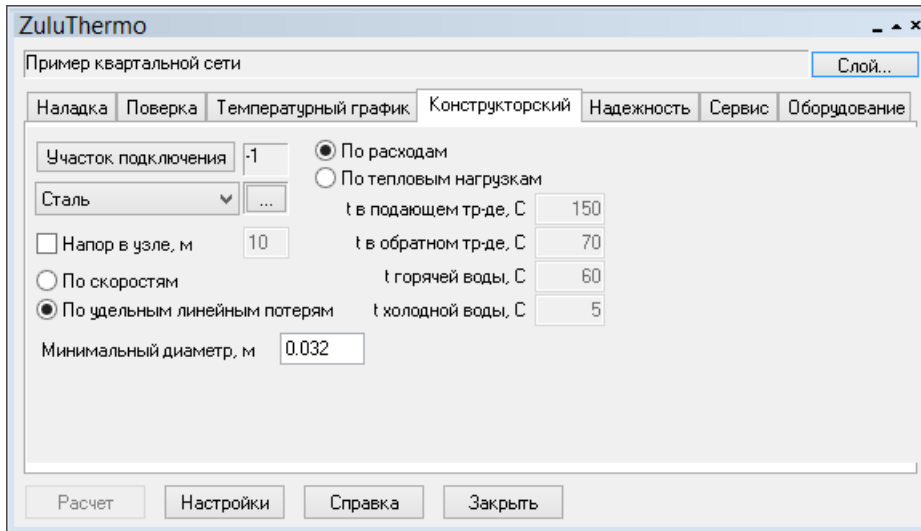 ZuluThermo
Пример квартальной сети
Слой...
Наладка Поверка Температурный график Конструкторский Надежность Сервис Оборудование
Участок подключения -1
По расходам
По тепловым нагрузкам
Сталь ...
t в подающем тр-де, С 150
Напор в узле, м 10
t в обратном тр-де, С 70
По скоростям
t горячей воды, С 60
По удельным линейным потерям
t холодной воды, С 5
Минимальный диаметр, м 0.032
Расчет Настройки Справка Закрыть